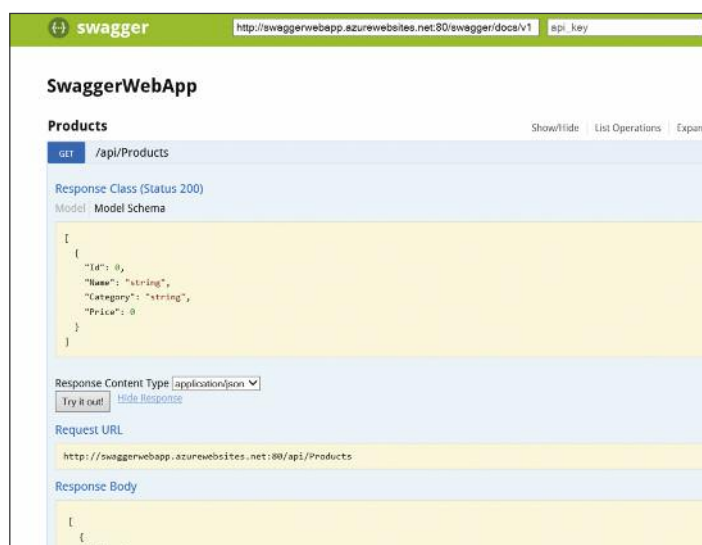 swagger http://swaggerwebapp.azurewebsites.net:80/swagger/docs/v1 api_key
SwaggerWebApp
Products Show/Hide List Operations Expan
GET /api/Products
Response Class (Status 200)
Model Model Schema
[
{
"Id": 0,
"Name": "string",
"Category": "string",
"Price": 0
}
]
Response Content Type application/json
Try it out! Hide Response
Request URL
http://swaggerwebapp.azurewebsites.net:80/api/Products
Response Body
[
{